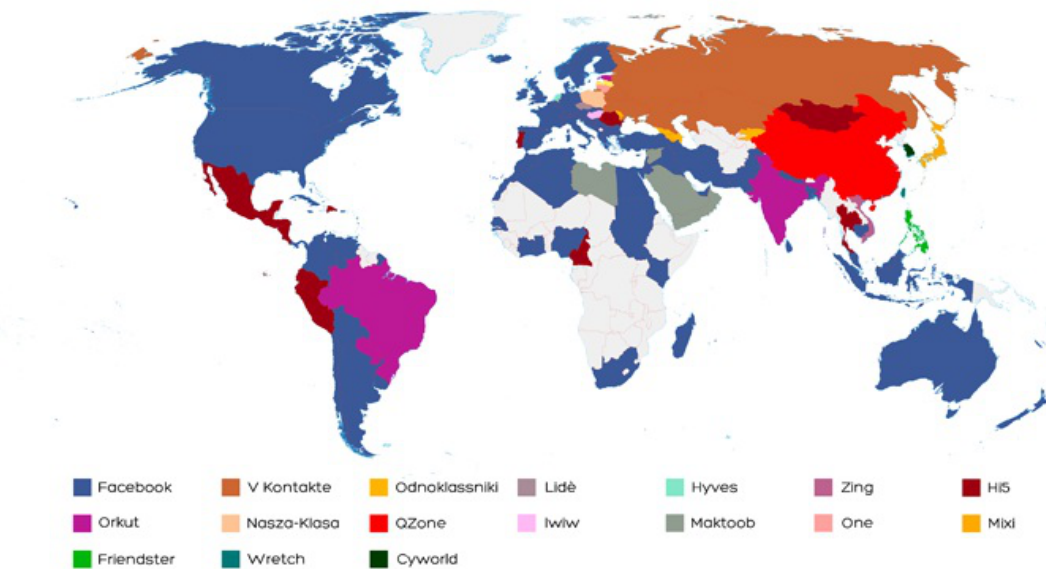 Facebook V Kontakte Odnoklassniki Lidè Hyves Zing Hi5
Orkut Nasza-Klasa QZone Iwiw Maktoob One Mixi
Friendster Wretch Cyworld